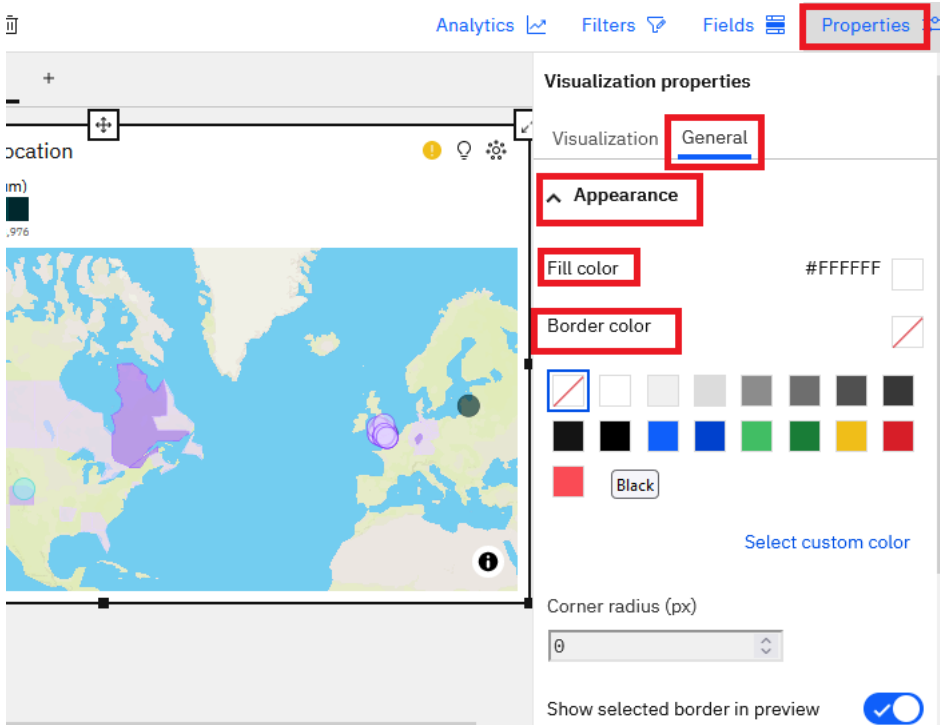 Analytics Filters Fields Properties
+
Visualization properties
Visualization General
ocation
um)
,976
Appearance
Fill color #FFFFFF
Border color
Black
Select custom color
Corner radius (px)
0
Show selected border in preview